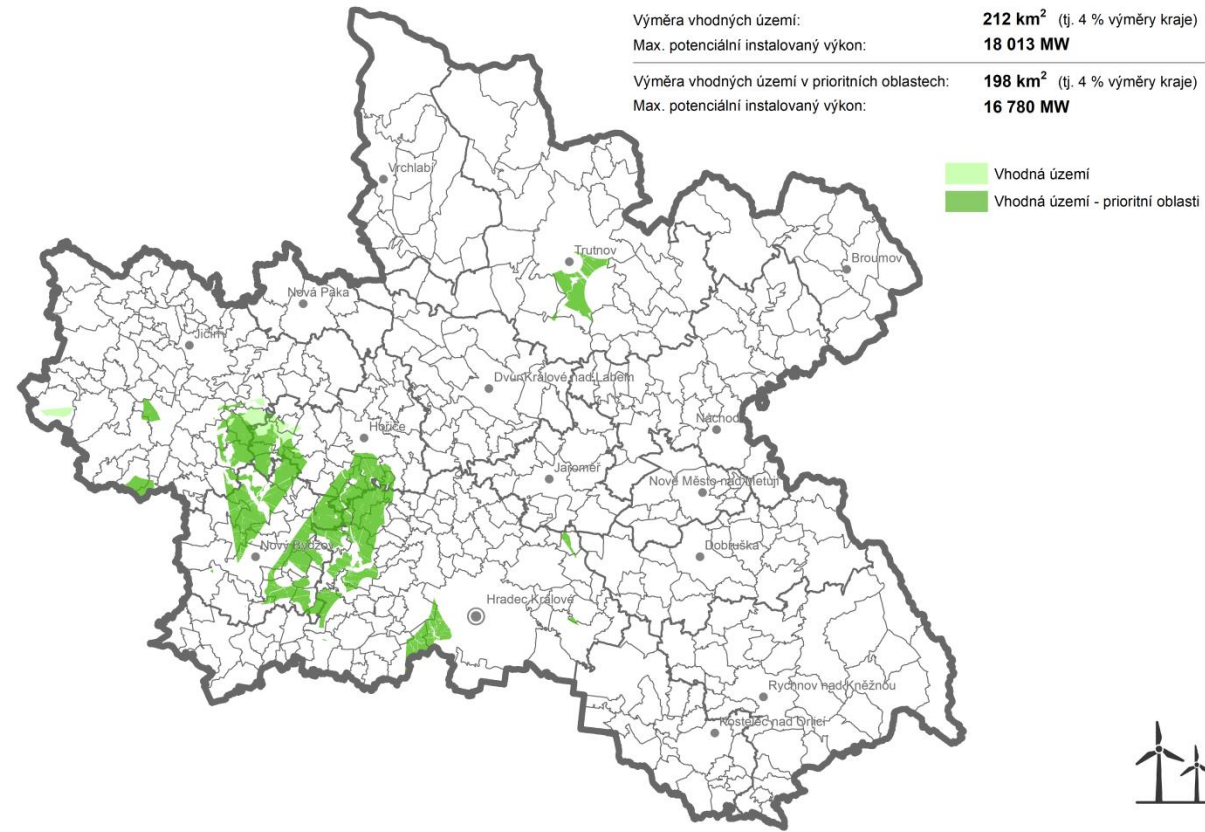 Výměra vhodných území: 212 km² (tj. 4 % výměry kraje)
Max. potenciální instalovaný výkon: 18 013 MW
Výměra vhodných území v prioritních oblastech: 198 km² (tj. 4 % výměry kraje)
Max. potenciální instalovaný výkon: 16 780 MW
Vhodná území
Vhodná území - prioritní oblasti
Vrchlabí
Trutnov
Broumov
Nová Paka
Jičín
Dvůr Králové nad Labem
Náchod
Hořice
Jaroměř
Nové Město nad Metují
Nový Bydžov
Dobruška
Hradec Králové
Rychnov nad Kněžnou
Kostelec nad Orlicí